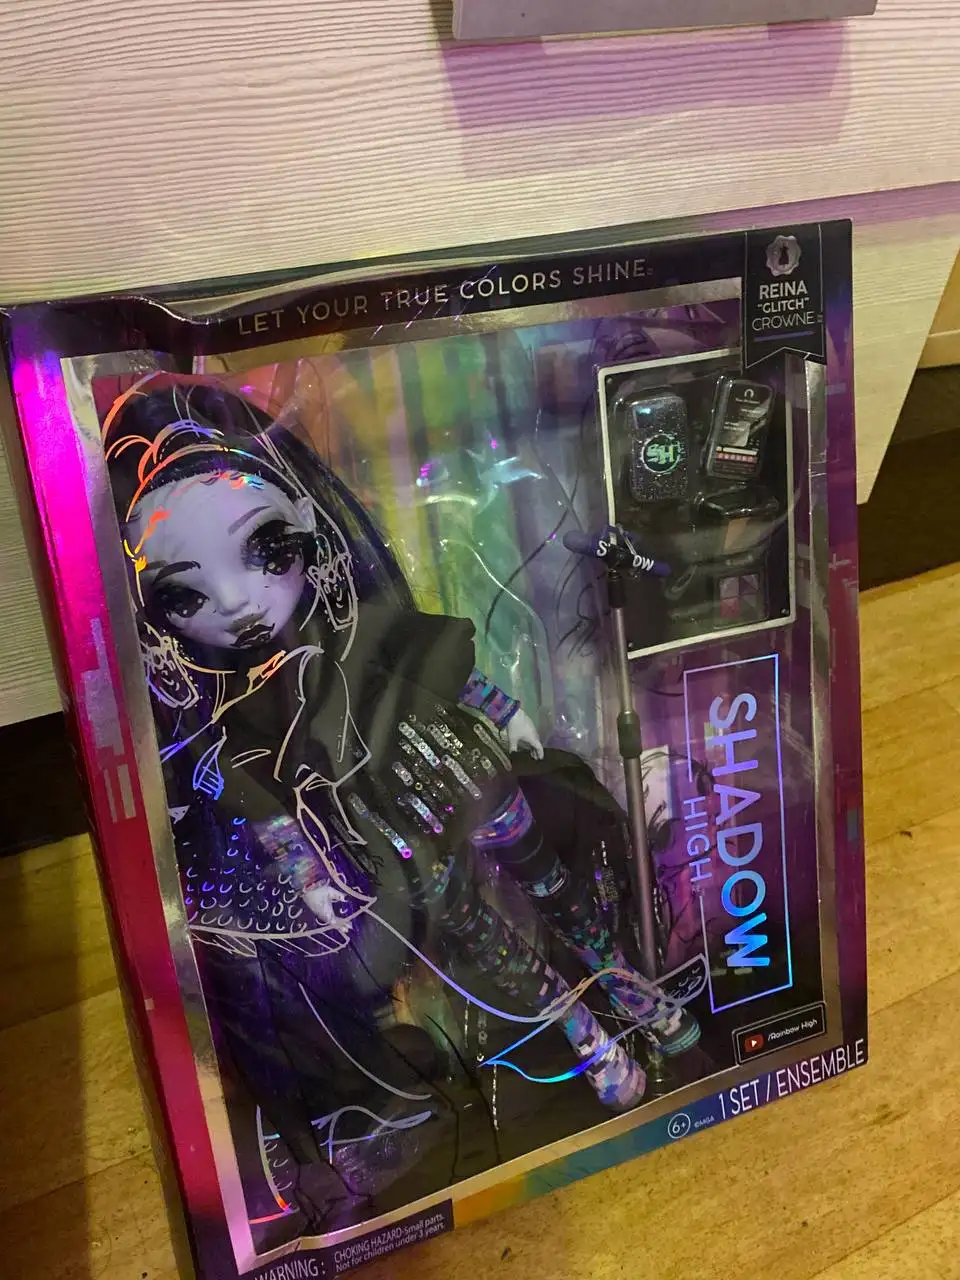 LET YOUR TRUE COLORS SHINE
REINA
"GLITCH"
CROWNE
SH
SHADOW
SHADOW
HIGH
/Rainbow High
1 SET / ENSEMBLE
6+ ©MGA
WARNING:
CHOKING HAZARD-Small parts.
Not for children under 3 years.